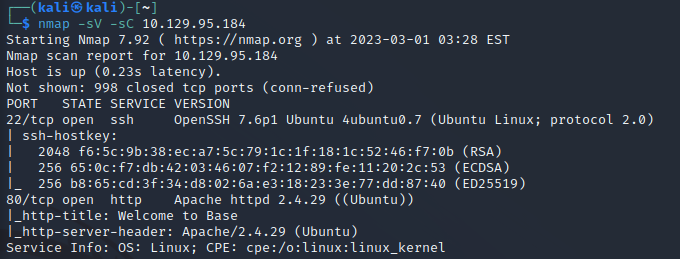 ┌──(kali㉿kali)-[~]
└─$ nmap -sV -sC 10.129.95.184
Starting Nmap 7.92 ( https://nmap.org ) at 2023-03-01 03:28 EST
Nmap scan report for 10.129.95.184
Host is up (0.23s latency).
Not shown: 998 closed tcp ports (conn-refused)
PORT   STATE SERVICE VERSION
22/tcp open  ssh     OpenSSH 7.6p1 Ubuntu 4ubuntu0.7 (Ubuntu Linux; protocol 2.0)
| ssh-hostkey:
|   2048 f6:5c:9b:38:ec:a7:5c:79:1c:1f:18:1c:52:46:f7:0b (RSA)
|   256 65:0c:f7:db:42:03:46:07:f2:12:89:fe:11:20:2c:53 (ECDSA)
|_  256 b8:65:cd:3f:34:d8:02:6a:e3:18:23:3e:77:dd:87:40 (ED25519)
80/tcp open  http    Apache httpd 2.4.29 ((Ubuntu))
|_http-title: Welcome to Base
|_http-server-header: Apache/2.4.29 (Ubuntu)
Service Info: OS: Linux; CPE: cpe:/o:linux:linux_kernel